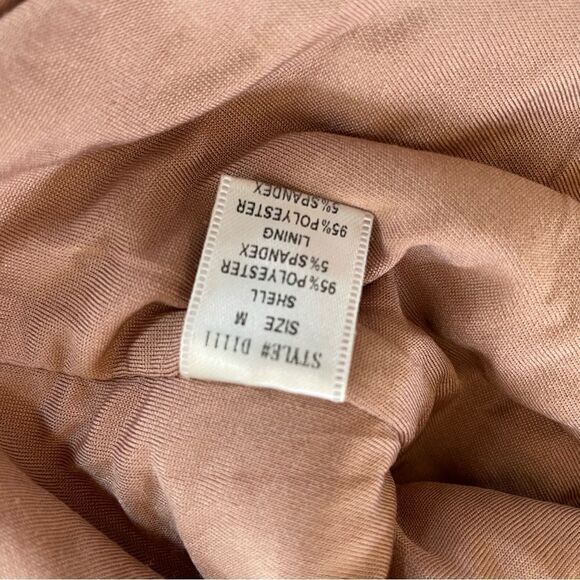 STYLE# D1111
SIZE M
SHELL
95%POLYESTER
5%SPANDEX
LINING
95%POLYESTER
5%SPANDEX